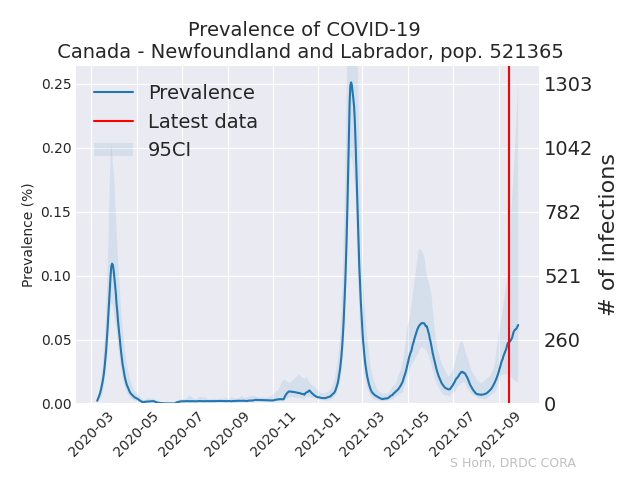 Prevalence of COVID-19
Canada - Newfoundland and Labrador, pop. 521365
Prevalence
Latest data
95CI
Prevalence (%)
0.25
0.20
0.15
0.10
0.05
0.00
1303
1042
782
521
260
0
# of infections
2020-03
2020-05
2020-07
2020-09
2020-11
2021-01
2021-03
2021-05
2021-07
2021-09
S Horn, DRDC CORA